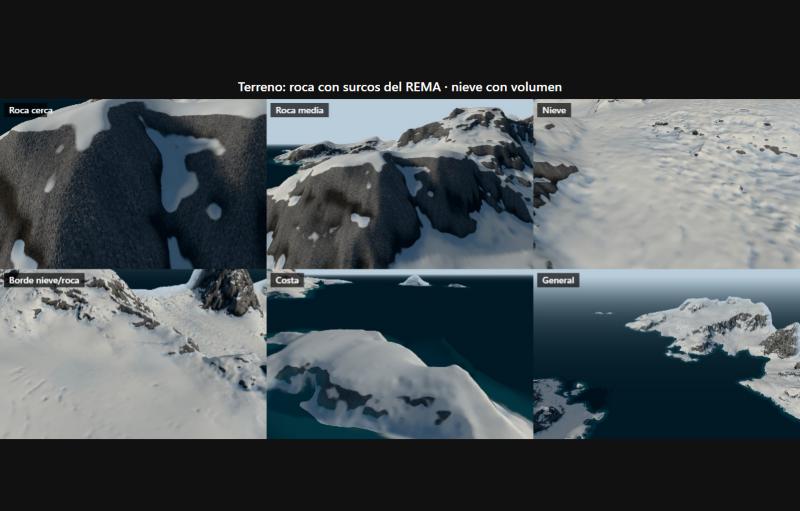 Terreno: roca con surcos del REMA · nieve con volumen
Roca cerca
Roca media
Nieve
Borde nieve/roca
Costa
General